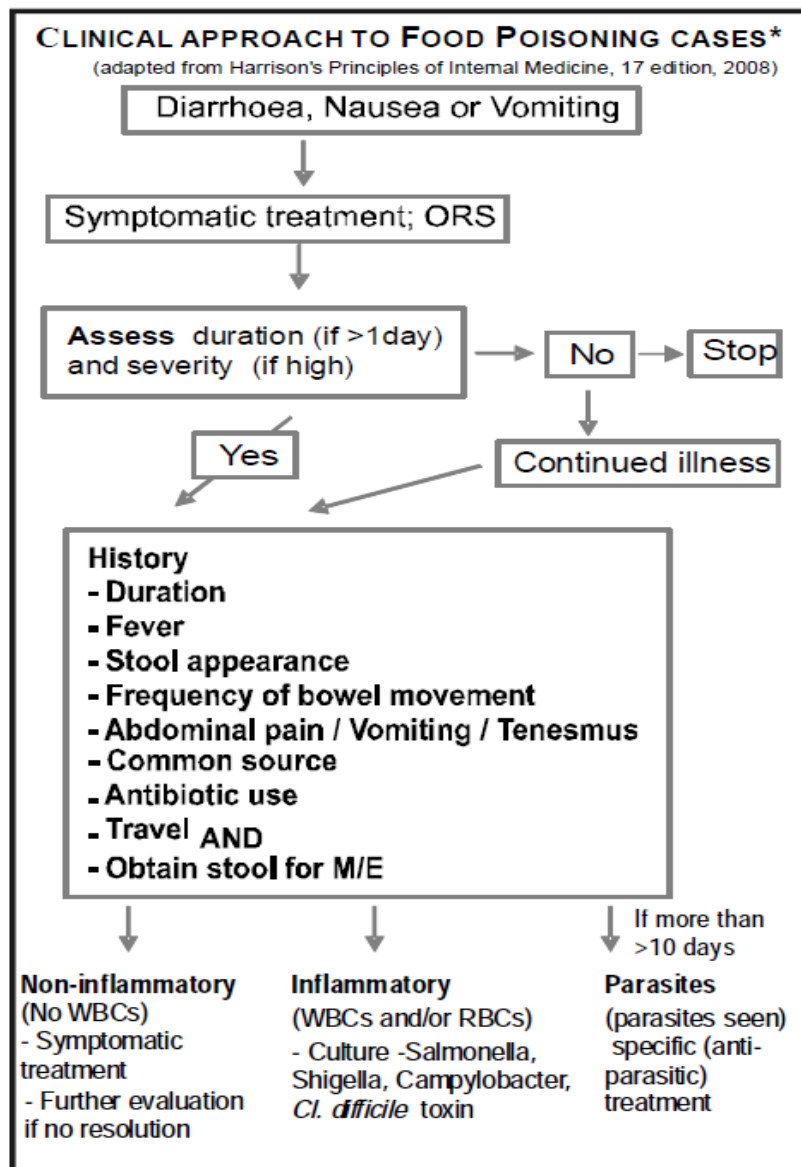 CLINICAL APPROACH TO FOOD POISONING CASES*
(adapted from Harrison's Principles of Internal Medicine, 17 edition, 2008)
Diarrhoea, Nausea or Vomiting
Symptomatic treatment; ORS
Assess duration (if >1day)
and severity (if high)
No
Stop
Yes
Continued illness
History
- Duration
- Fever
- Stool appearance
- Frequency of bowel movement
- Abdominal pain / Vomiting / Tenesmus
- Common source
- Antibiotic use
- Travel AND
- Obtain stool for M/E
If more than
>10 days
Non-inflammatory
(No WBCs)
- Symptomatic
treatment
- Further evaluation
if no resolution
Inflammatory
(WBCs and/or RBCs)
- Culture -Salmonella,
Shigella, Campylobacter,
Cl. difficile toxin
Parasites
(parasites seen)
specific (anti-
parasitic)
treatment